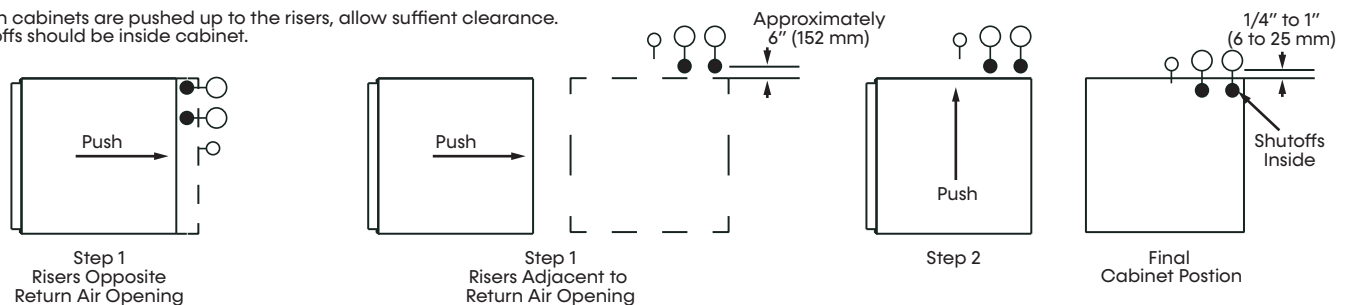 n cabinets are pushed up to the risers, allow suffient clearance.
offs should be inside cabinet.
Approximately
6" (152 mm)
1/4" to 1"
(6 to 25 mm)
Push
Push
Push
Shutoffs
Inside
Step 1
Risers Opposite
Return Air Opening
Step 1
Risers Adjacent to
Return Air Opening
Step 2
Final
Cabinet Postion